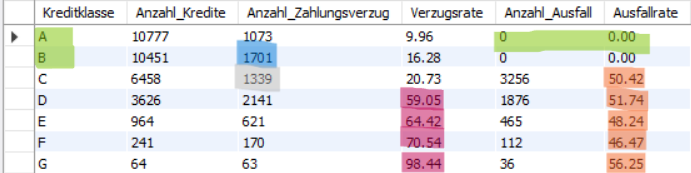 Kreditklasse Anzahl_Kredite Anzahl_Zahlungsverzug Verzugsrate Anzahl_Ausfall Ausfallrate
A 10777 1073 9.96 0 0.00
B 10451 1701 16.28 0 0.00
C 6458 1339 20.73 3256 50.42
D 3626 2141 59.05 1876 51.74
E 964 621 64.42 465 48.24
F 241 170 70.54 112 46.47
G 64 63 98.44 36 56.25